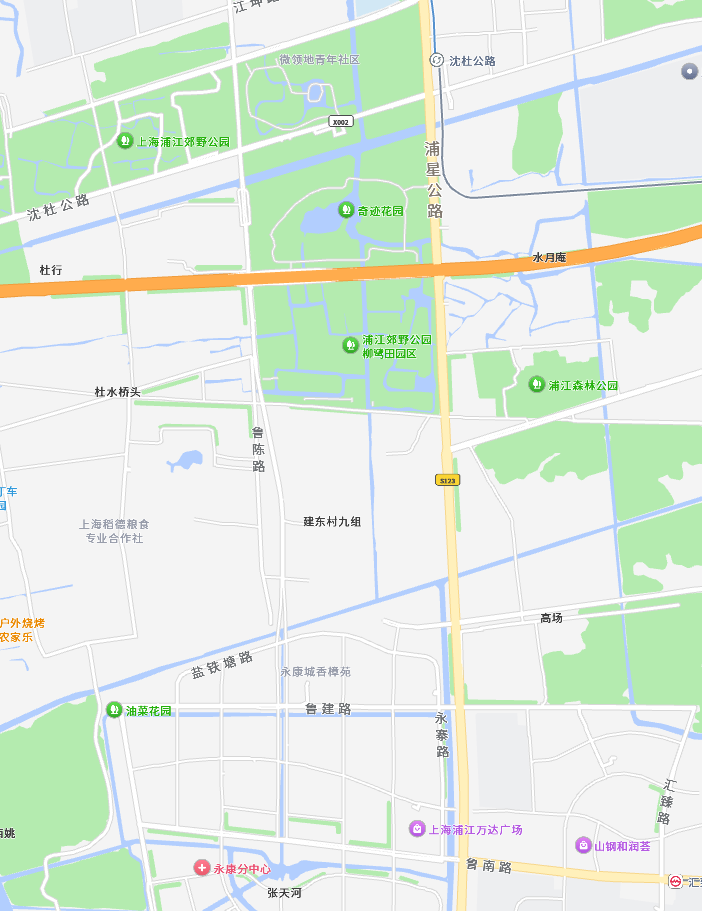 江坤路
微领地青年社区
沈杜公路
X002
上海浦江郊野公园
浦星公路
沈杜公路
奇迹花园
水月庵
杜行
浦江郊野公园
柳鹭田园区
浦江森林公园
杜水桥头
鲁陈路
S123
丁车
园
上海稻德粮食
专业合作社
建东村九组
户外烧烤
农家乐
高场
盐铁塘路
永康城香樟苑
油菜花园
鲁建路
永寨路
汇臻路
上海浦江万达广场
姚
山钢和润荟
鲁南路
永康分中心
张天河
汇臻